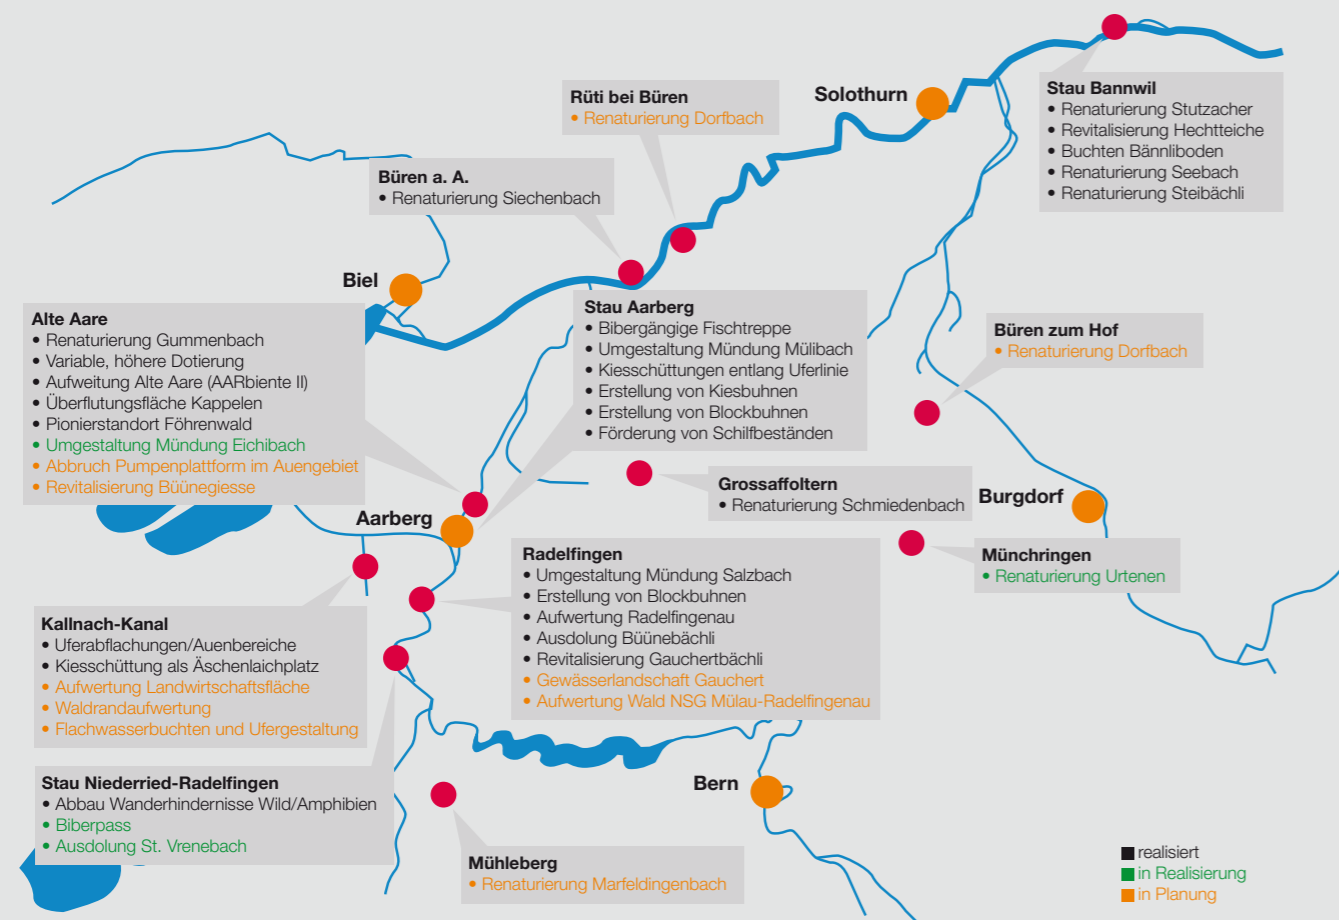 Stau Bannwil
• Renaturierung Stutzacher
• Revitalisierung Hechtteiche
• Buchten Bännliboden
• Renaturierung Seebach
• Renaturierung Steibächli
Solothurn
Rüti bei Büren
• Renaturierung Dorfbach
Büren a. A.
• Renaturierung Siechenbach
Biel
Alte Aare
• Renaturierung Gummenbach
• Variable, höhere Dotierung
• Aufweitung Alte Aare (AARbiente II)
• Überflutungsfläche Kappelen
• Pionierstandort Föhrenwald
• Umgestaltung Mündung Eichibach
• Abbruch Pumpenplattform im Auengebiet
• Revitalisierung Büünegiesse
Stau Aarberg
• Bibergängige Fischtreppe
• Umgestaltung Mündung Mülibach
• Kiesschüttungen entlang Uferlinie
• Erstellung von Kiesbuhnen
• Erstellung von Blockbuhnen
• Förderung von Schilfbeständen
Büren zum Hof
• Renaturierung Dorfbach
Grossaffoltern
• Renaturierung Schmiedenbach
Burgdorf
Aarberg
Münchringen
• Renaturierung Urtenen
Radelfingen
• Umgestaltung Mündung Salzbach
• Erstellung von Blockbuhnen
• Aufwertung Radelfingenau
• Ausdolung Büünebächli
• Revitalisierung Gauchertbächli
• Gewässerlandschaft Gauchert
• Aufwertung Wald NSG Mülau-Radelfingenau
Kallnach-Kanal
• Uferabflachungen/Auenbereiche
• Kiesschüttung als Äschenlaichplatz
• Aufwertung Landwirtschaftsfläche
• Waldrandaufwertung
• Flachwasserbuchten und Ufergestaltung
Stau Niederried-Radelfingen
• Abbau Wanderhindernisse Wild/Amphibien
• Biberpass
• Ausdolung St. Vrenebach
Bern
Mühleberg
• Renaturierung Marfeldingenbach
realisiert
in Realisierung
in Planung